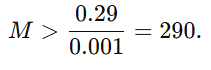 M > 0.29/0.001 = 290.